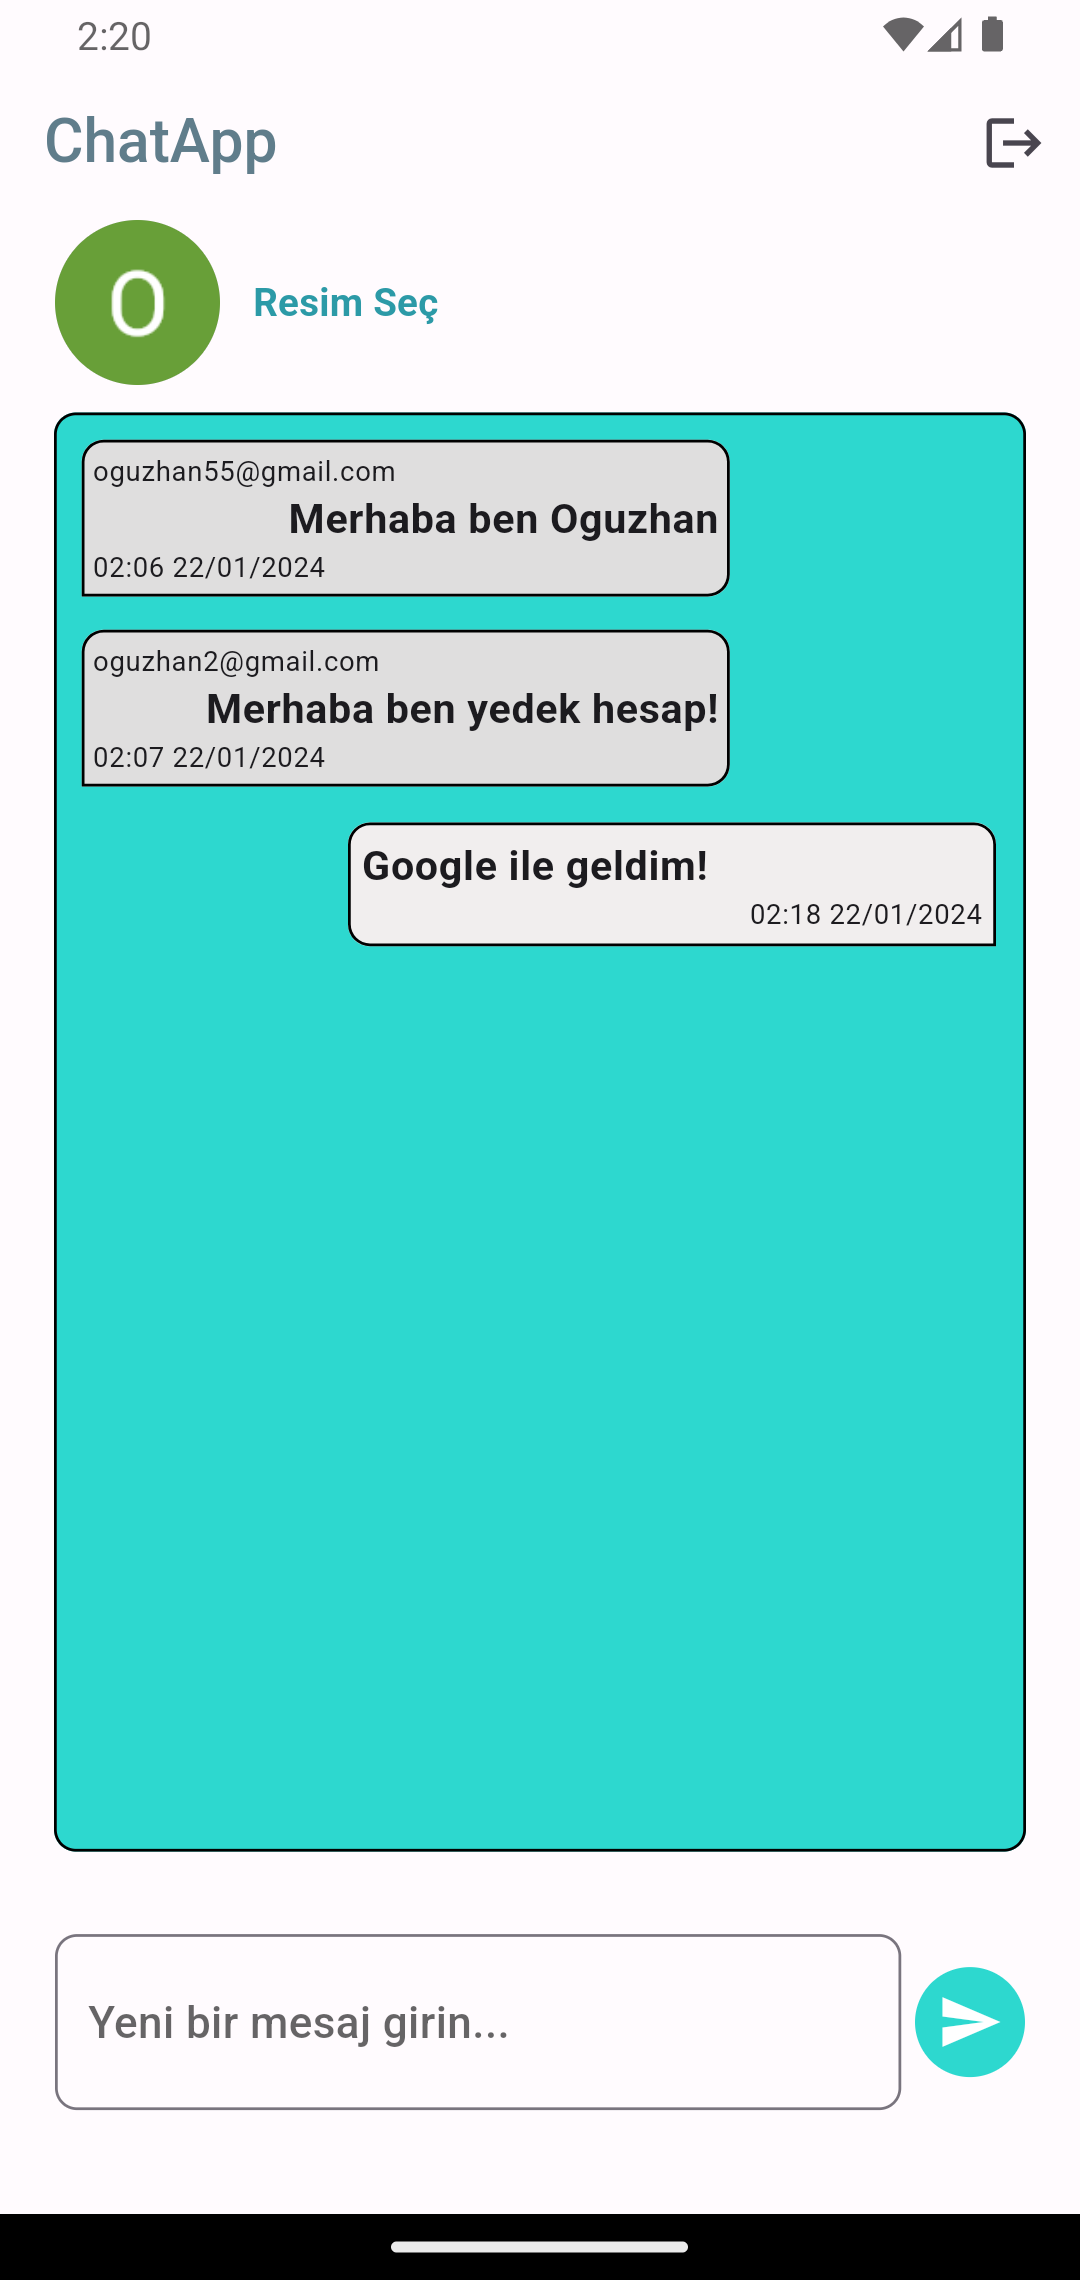 2:20
ChatApp
O
Resim Seç
oguzhan55@gmail.com
Merhaba ben Oguzhan
02:06 22/01/2024
oguzhan2@gmail.com
Merhaba ben yedek hesap!
02:07 22/01/2024
Google ile geldim!
02:18 22/01/2024
Yeni bir mesaj girin...